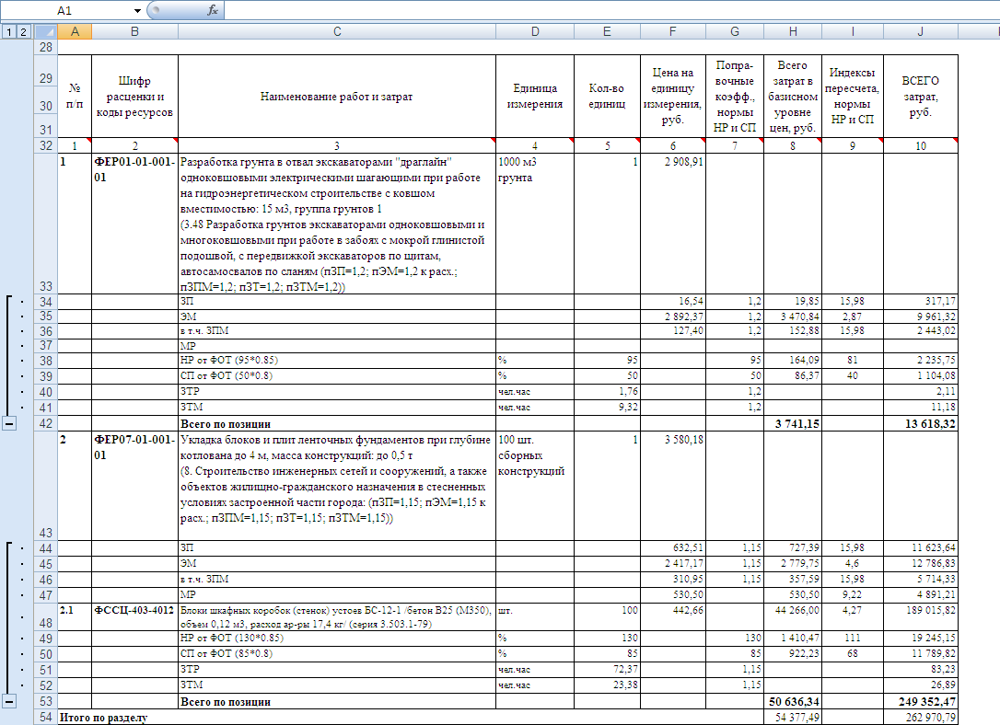 A1 fx
1 2 A B C D E F G H I J
28
29 30 31 № п/п Шифр расценки и коды ресурсов Наименование работ и затрат Единица измерения Кол-во единиц Цена на единицу измерения, руб. Попра-вочные коэфф., нормы НР и СП Всего затрат в базисном уровне цен, руб. Индексы пересчета, нормы НР и СП ВСЕГО затрат, руб.
32 1 2 3 4 5 6 7 8 9 10
1 ФЕР01-01-001- Разработка грунта в отвал экскаваторами "драглайн" 1000 м3 1 2 908,91
01 одноковшовыми электрическими шагающими при работе грунта
на гидроэнергетическом строительстве с ковшом
вместимостью: 15 м3, группа грунтов 1
(3.48 Разработка грунтов экскаваторами одноковшовыми и
многоковшовыми при работе в забоях с мокрой глинистой
подошвой, с передвижкой экскаваторов по щитам,
автосамосвалов по сланям (пЗП=1,2; пЭМ=1,2 к расх.;
33 пЗПМ=1,2; пЗТ=1,2; пЗТМ=1,2))
34 ЗП 16,54 1,2 19,85 15,98 317,17
35 ЭМ 2 892,37 1,2 3 470,84 2,87 9 961,32
36 в т.ч. ЗПМ 127,40 1,2 152,88 15,98 2 443,02
37 МР
38 НР от ФОТ (95*0.85) % 95 95 164,09 81 2 235,75
39 СП от ФОТ (50*0.8) % 50 50 86,37 40 1 104,08
40 ЗТР чел.час 1,76 1,2 2,11
41 ЗТМ чел.час 9,32 1,2 11,18
42 Всего по позиции 3 741,15 13 618,32
2 ФЕР07-01-001- Укладка блоков и плит ленточных фундаментов при глубине 100 шт. 1 3 580,18
01 котлована до 4 м, масса конструкций: до 0,5 т сборных
(8. Строительство инженерных сетей и сооружений, а также конструкций
объектов жилищно-гражданского назначения в стесненных
условиях застроенной части города: (пЗП=1,15; пЭМ=1,15 к
расх.; пЗПМ=1,15; пЗТ=1,15; пЗТМ=1,15))
43
44 ЗП 632,51 1,15 727,39 15,98 11 623,64
45 ЭМ 2 417,17 1,15 2 779,75 4,6 12 786,83
46 в т.ч. ЗПМ 310,95 1,15 357,59 15,98 5 714,33
47 МР 530,50 530,50 9,22 4 891,21
2.1 ФССЦ-403-4012 Блоки шкафных коробок (стенок) устоев БС-12-1 /бетон В25 (М350), шт. 100 442,66 44 266,00 4,27 189 015,82
48 объем 0,12 м3, расход ар-ры 17,4 кг/ (серия 3.503.1-79)
49 НР от ФОТ (130*0.85) % 130 130 1 410,47 111 19 245,15
50 СП от ФОТ (85*0.8) % 85 85 922,23 68 11 789,82
51 ЗТР чел.час 72,37 1,15 83,23
52 ЗТМ чел.час 23,38 1,15 26,89
53 Всего по позиции 50 636,34 249 352,47
54 Итого по разделу 54 377,49 262 970,79